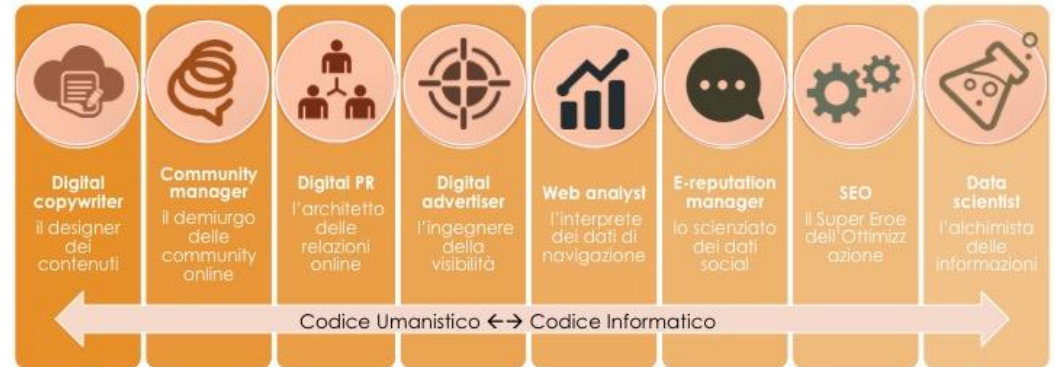 Digital
copywriter
il designer
dei
contenuti
Community
manager
il demiurgo
delle
community
online
Digital PR
l'architetto
delle
relazioni
online
Digital
advertiser
l'ingegnere
della
visibilità
Web analyst
l'interprete
dei dati di
navigazione
E-reputation
manager
lo scienziato
dei dati
social
SEO
il Super Eroe
dell'Ottimizz
azione
Data
scientist
l'alchimista
delle
informazioni
Codice Umanistico ←→ Codice Informatico